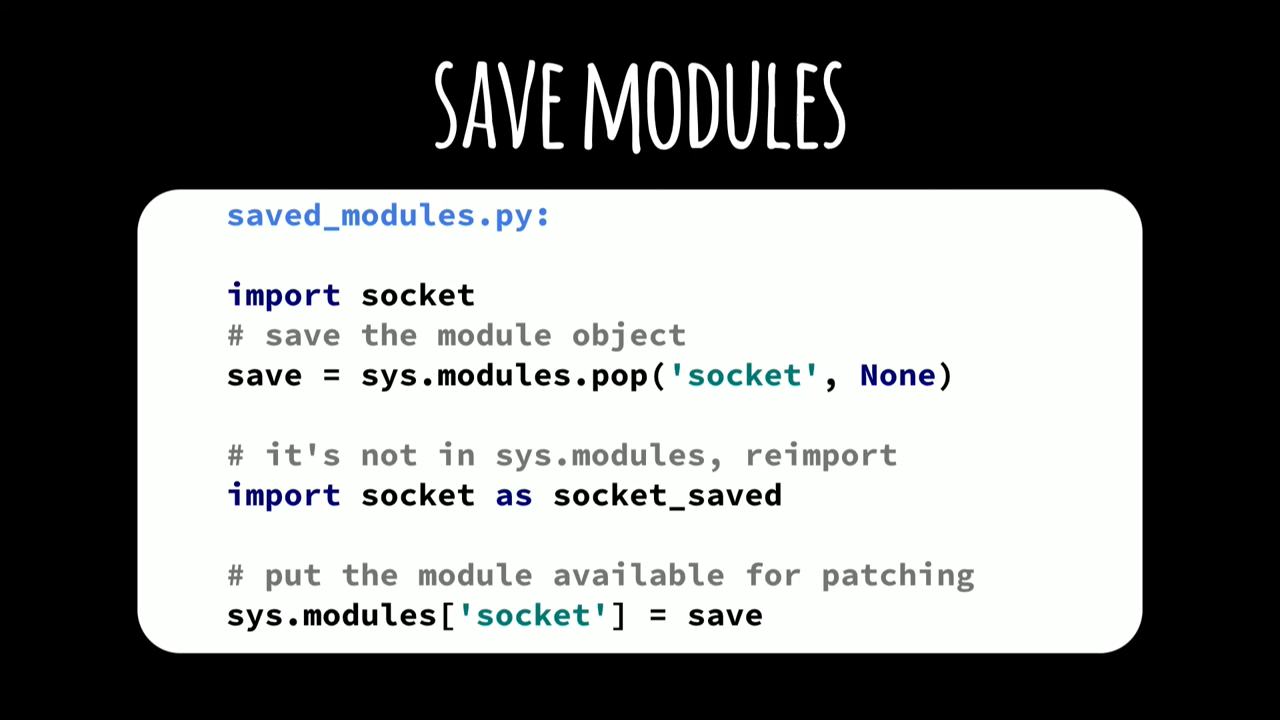 SAVE MODULES
saved_modules.py:
import socket
# save the module object
save = sys.modules.pop('socket', None)
# it's not in sys.modules, reimport
import socket as socket_saved
# put the module available for patching
sys.modules['socket'] = save